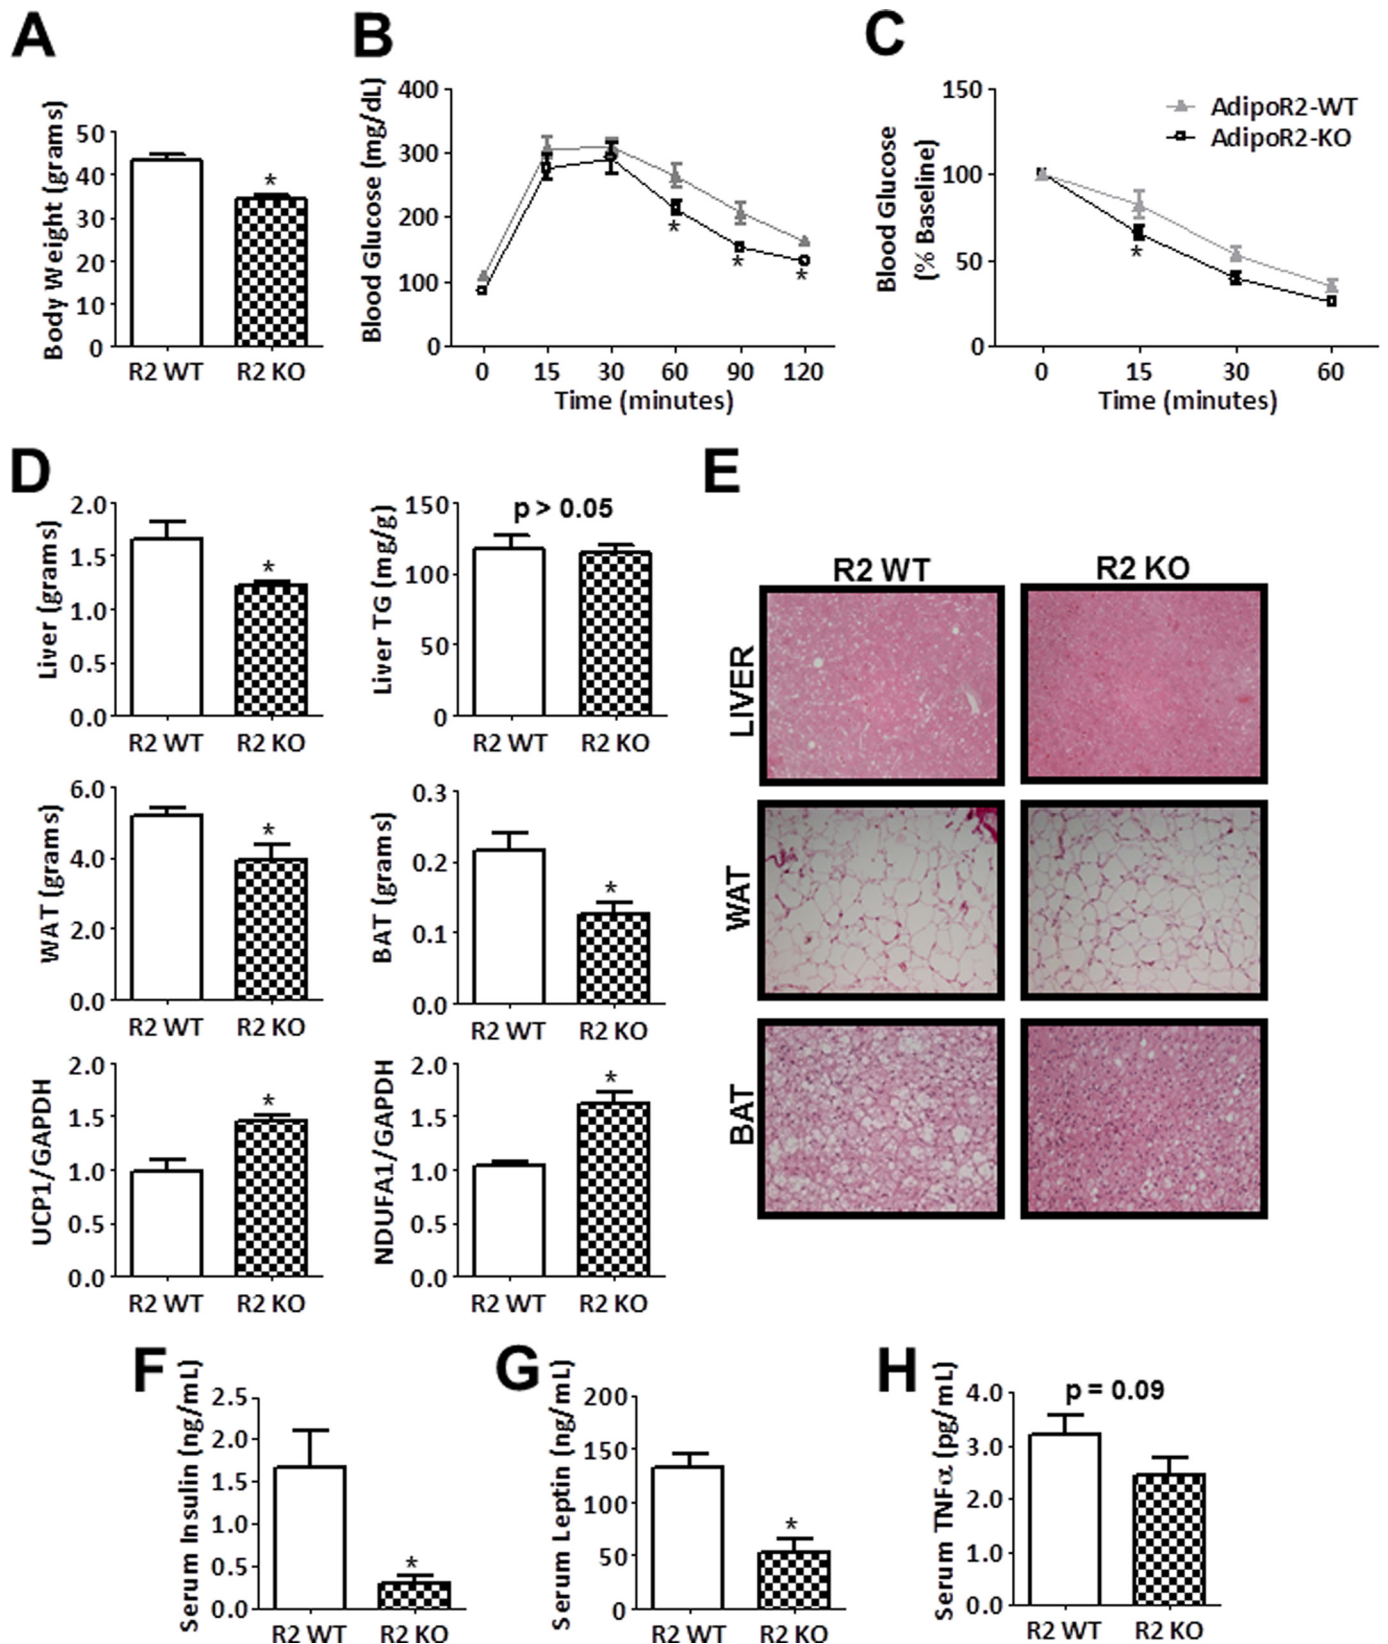 A
Body Weight (grams)
50
40
30
20
10
0
*
R2 WT R2 KO
B
Blood Glucose (mg/dL)
400
300
200
100
0
*
*
*
0 15 30 60 90 120
Time (minutes)
C
Blood Glucose
(% Baseline)
150
100
50
0
AdipoR2-WT
AdipoR2-KO
*
0 15 30 60
Time (minutes)
D
Liver (grams)
2.0
1.5
1.0
0.5
0.0
*
R2 WT R2 KO
Liver TG (mg/g)
150
100
50
0
p > 0.05
R2 WT R2 KO
WAT (grams)
6.0
4.0
2.0
0.0
*
R2 WT R2 KO
BAT (grams)
0.3
0.2
0.1
0.0
*
R2 WT R2 KO
UCP1/GAPDH
2.0
1.5
1.0
0.5
0.0
*
R2 WT R2 KO
NDUFA1/GAPDH
2.0
1.5
1.0
0.5
0.0
*
R2 WT R2 KO
E
R2 WT R2 KO
LIVER
WAT
BAT
F
Serum Insulin (ng/mL)
2.5
2.0
1.5
1.0
0.5
0.0
*
R2 WT R2 KO
G
Serum Leptin (ng/mL)
200
150
100
50
0
*
R2 WT R2 KO
H
Serum TNFα (pg/mL)
4.0
3.0
2.0
1.0
0.0
p = 0.09
R2 WT R2 KO